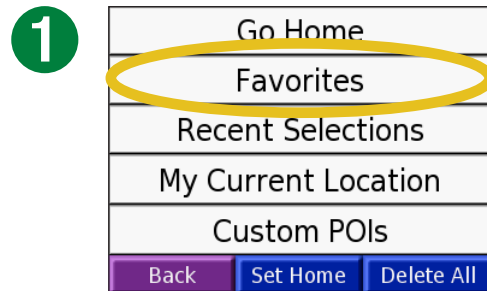 1
Go Home
Favorites
Recent Selections
My Current Location
Custom POIs
Back Set Home Delete All